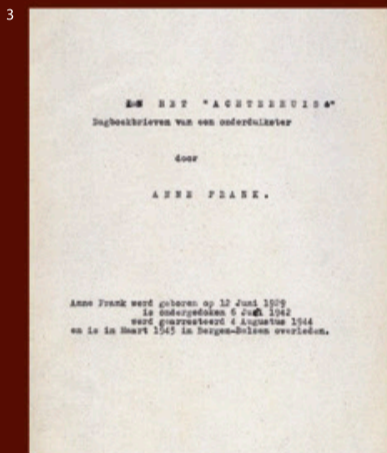 3
IN HET "ACHTERHUIS"
Dagboekbrieven van een onderduikster
door
ANNE FRANK.
Anne Frank werd geboren op 12 Juni 1929
is ondergedoken 6 Juli 1942
werd gearresteerd 4 Augustus 1944
en is in Maart 1945 in Bergen-Belsen overleden.